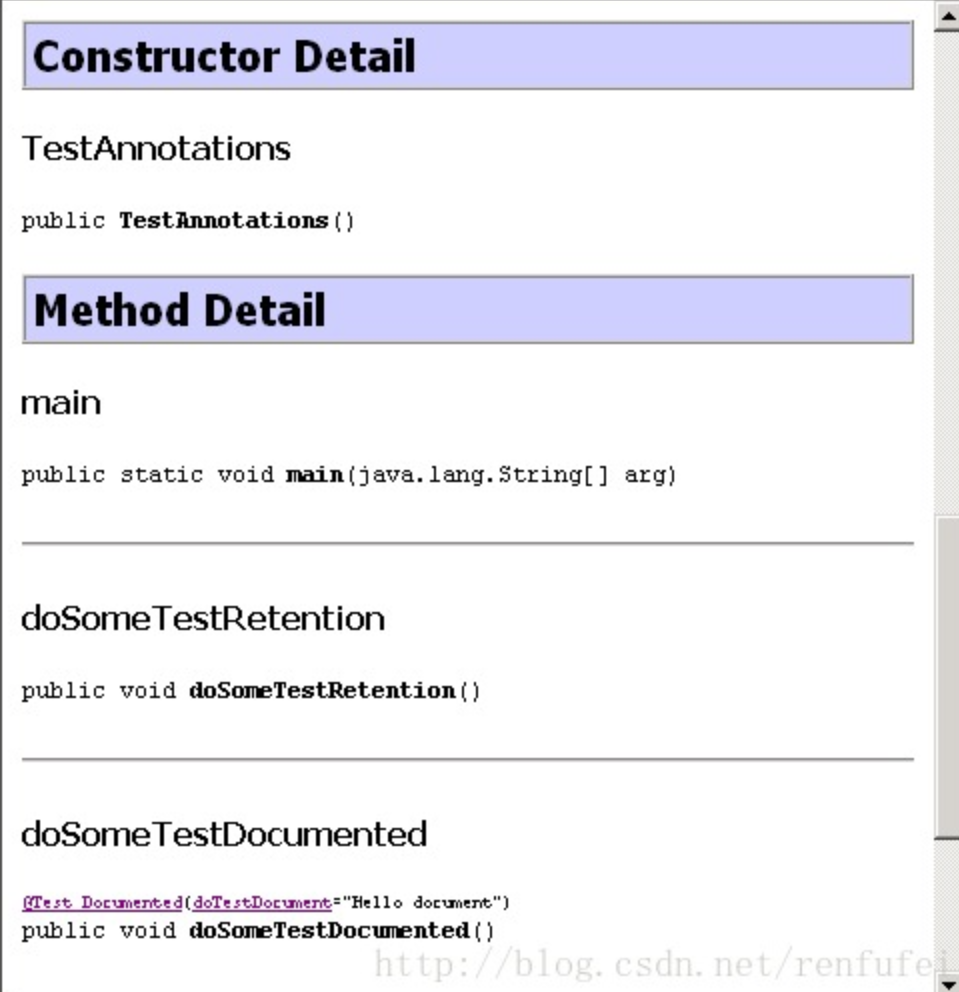 Constructor Detail
TestAnnotations
public TestAnnotations()
Method Detail
main
public static void main(java.lang.String[] arg)
doSomeTestRetention
public void doSomeTestRetention()
doSomeTestDocumented
@Test_Documented(doTestDocument="Hello document")
public void doSomeTestDocumented()
http://blog.csdn.net/renfufei